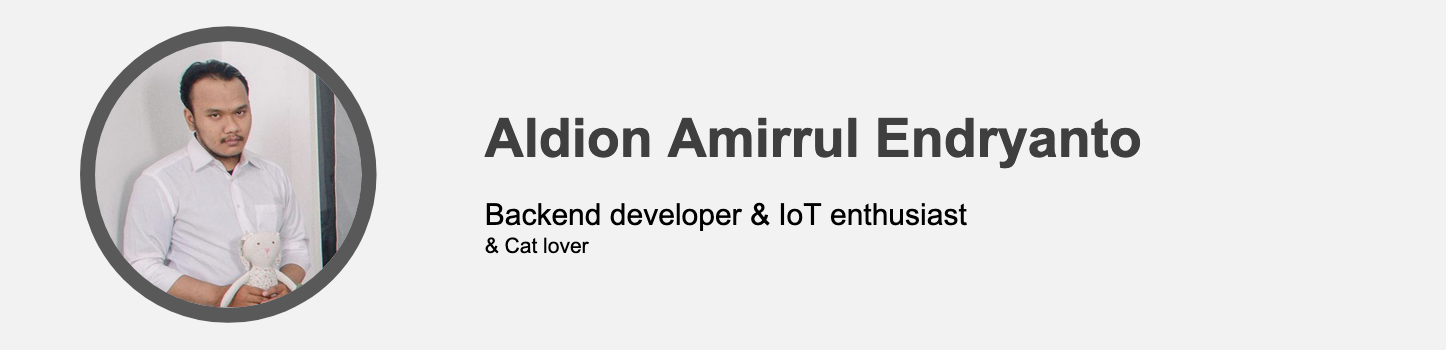 Aldion Amirrul Endryanto
Backend developer & IoT enthusiast
& Cat lover